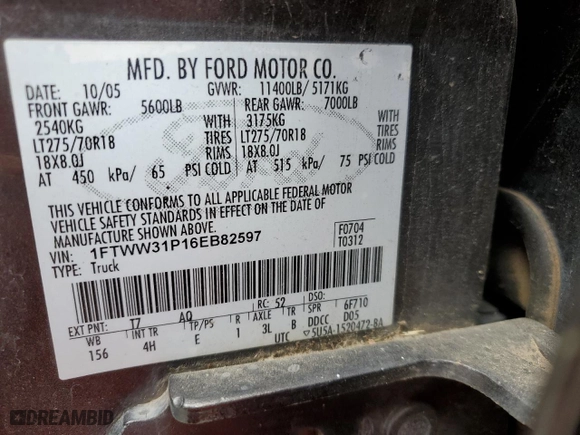 MFD. BY FORD MOTOR CO.
DATE: 10/05 GVWR: 11400LB/ 5171KG
FRONT GAWR: 5600LB REAR GAWR: 7000LB
2540KG WITH 3175KG WITH
LT275/70R18 TIRES LT275/70R18 TIRES
18X8.0J RIMS 18X8.0J RIMS
AT 450 kPa/ 65 PSI COLD AT 515 kPa/ 75 PSI COLD
THIS VEHICLE CONFORMS TO ALL APPLICABLE FEDERAL MOTOR
VEHICLE SAFETY STANDARDS IN EFFECT ON THE DATE OF
MANUFACTURE SHOWN ABOVE.
VIN: 1FTWW31P16EB82597 F0704
TYPE: Truck T0312
EXT PNT: T7 AQ RC: 52 DSO:
WB INT TR TP/PS R AXLE TR SPR 6F710
156 4H E 1 3L B DDCC D05
UTC ▽5U5A-1520472-BA
Ford
DREAMBID